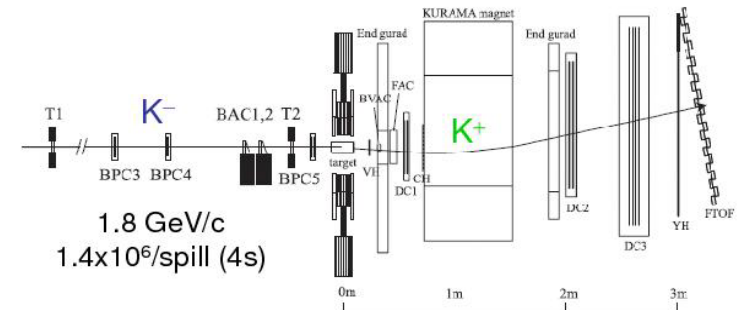 KURAMA magnet
End gurad
End gurad
FAC
BVAC
T1
K⁻
BAC1,2
T2
K⁺
BPC3
BPC4
BPC5
target
VH
DC1
CH
DC2
DC3
YH
FTOF
1.8 GeV/c
1.4x10⁶/spill (4s)
0m
1m
2m
3m